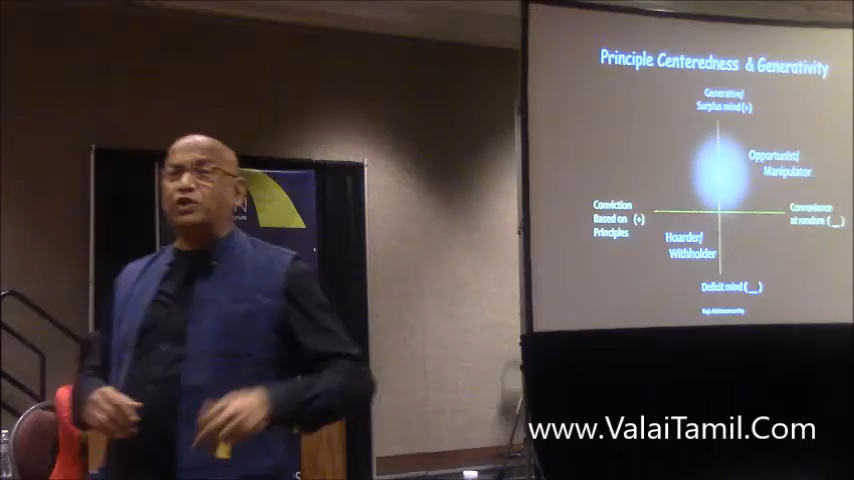 Principle Centeredness & Generativity
Generative/
Surplus mind (+)
Opportunist/
Manipulator
Conviction
Based on (+)
Principles
Convenience
at random (__)
Hoarder/
Withholder
Deficit mind (__)
www.ValaiTamil.Com